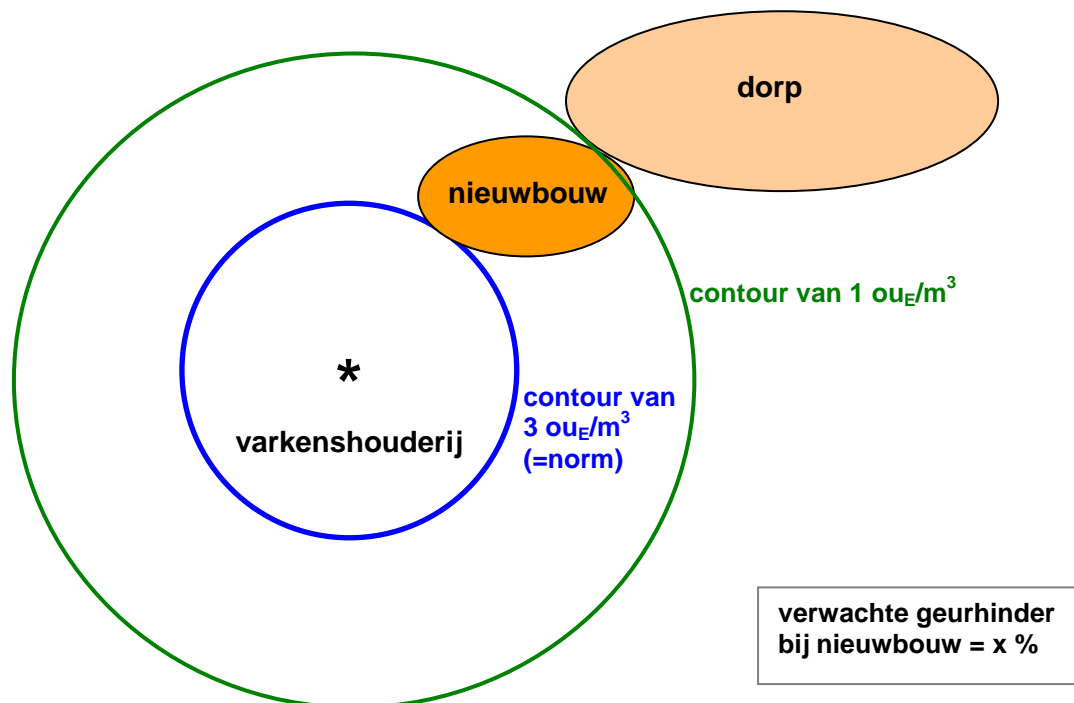 dorp
nieuwbouw
contour van 1 ouE/m3
*
contour van
3 ouE/m3
(=norm)
varkenshouderij
verwachte geurhinder
bij nieuwbouw = x %